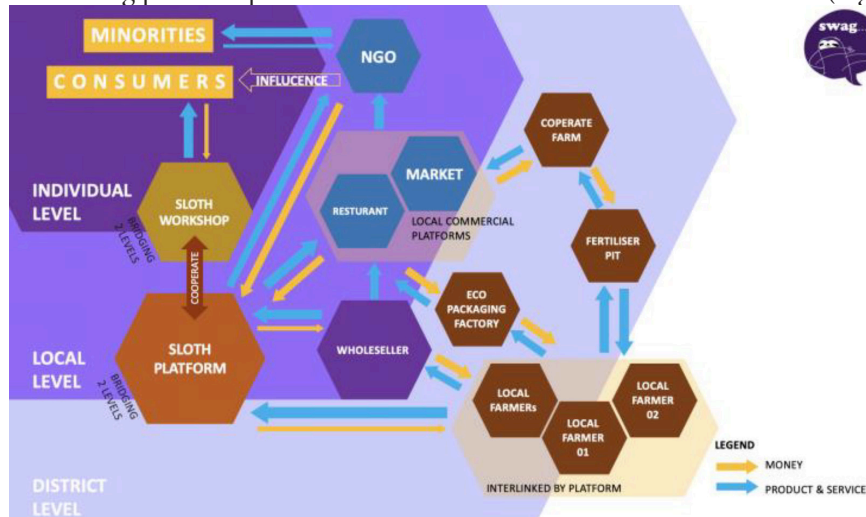 swag
MINORITIES
CONSUMERS
NGO
INFLUCENCE
COPERATE
FARM
MARKET
INDIVIDUAL
LEVEL
SLOTH
WORKSHOP
RESTURANT
LOCAL COMMERCIAL
PLATFORMS
BRIDGING
2 LEVELS
FERTILISER
PIT
COOPERATE
ECO
PACKAGING
FACTORY
LOCAL
LEVEL
SLOTH
PLATFORM
WHOLESELLER
BRIDGING
2 LEVELS
LOCAL
FARMERs
LOCAL
FARMER
01
LOCAL
FARMER
02
LEGEND
MONEY
PRODUCT & SERVICE
INTERLINKED BY PLATFORM
DISTRICT
LEVEL